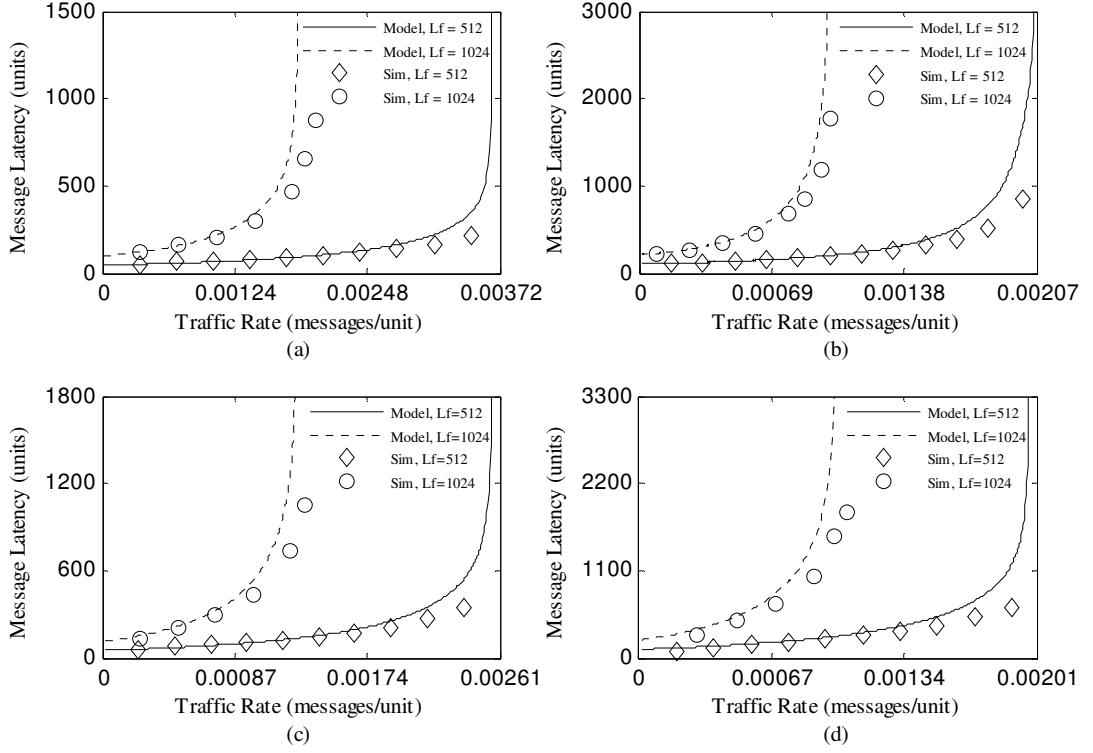 1500
1000
500
0
Message Latency (units)
0
0.00124
0.00248
0.00372
Traffic Rate (messages/unit)
Model, Lf = 512
Model, Lf = 1024
Sim, Lf = 512
Sim, Lf = 1024
(a)
3000
2000
1000
0
Message Latency (units)
0
0.00069
0.00138
0.00207
Traffic Rate (messages/unit)
Model, Lf = 512
Model, Lf = 1024
Sim, Lf = 512
Sim, Lf = 1024
(b)
1800
1200
600
0
Message Latency (units)
0
0.00087
0.00174
0.00261
Traffic Rate (messages/unit)
Model, Lf=512
Model, Lf=1024
Sim, Lf=512
Sim, Lf=1024
(c)
3300
2200
1100
0
Message Latency (units)
0
0.00067
0.00134
0.00201
Traffic Rate (messages/unit)
Model, Lf=512
Model, Lf=1024
Sim, Lf=512
Sim, Lf=1024
(d)